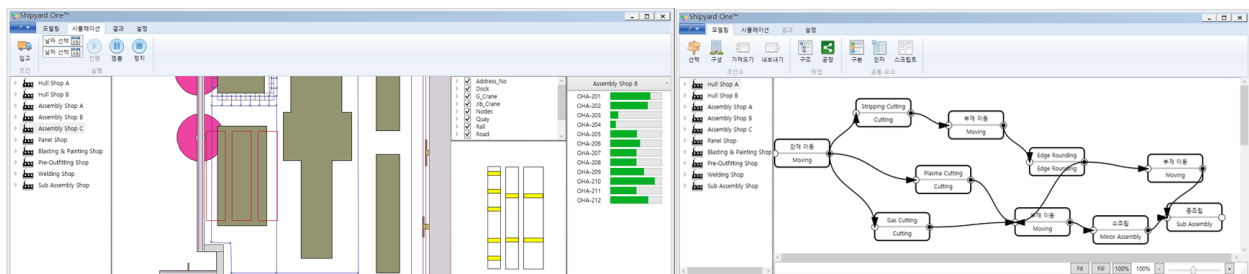 Shipyard One™
모델링 시뮬레이션 결과 설정
입고
날짜 선택 15
날짜 선택 15
진행 멈춤 정지
조건 실행
Hull Shop A
Hull Shop B
Assembly Shop A
Assembly Shop B
Assembly Shop C
Panel Shop
Blasting & Painting Shop
Pre-Outfitting Shop
Welding Shop
Sub Assembly Shop
Address_No
Dock
G_Crane
Jib_Crane
Nodes
Quay
Rail
Road
Assembly Shop B
OHA-201
OHA-202
OHA-203
OHA-204
OHA-205
OHA-206
OHA-207
OHA-208
OHA-209
OHA-210
OHA-211
OHA-212
Shipyard One™
모델링 시뮬레이션 결과 설정
선택 구성 가져오기 내보내기 구조 공정 구분 인자 스크립트
조선소 작업 공통 요소
Hull Shop A
Hull Shop B
Assembly Shop A
Assembly Shop B
Assembly Shop C
Panel Shop
Blasting & Painting Shop
Pre-Outfitting Shop
Welding Shop
Sub Assembly Shop
강재 이동
Moving
Stripping Cutting
Cutting
부재 이동
Moving
Edge Rounding
Edge Rounding
부재 이동
Moving
Plasma Cutting
Cutting
Gas Cutting
Cutting
부재 이동
Moving
소조립
Minor Assembly
중조립
Sub Assembly
Fit Fill 100% 100% - +